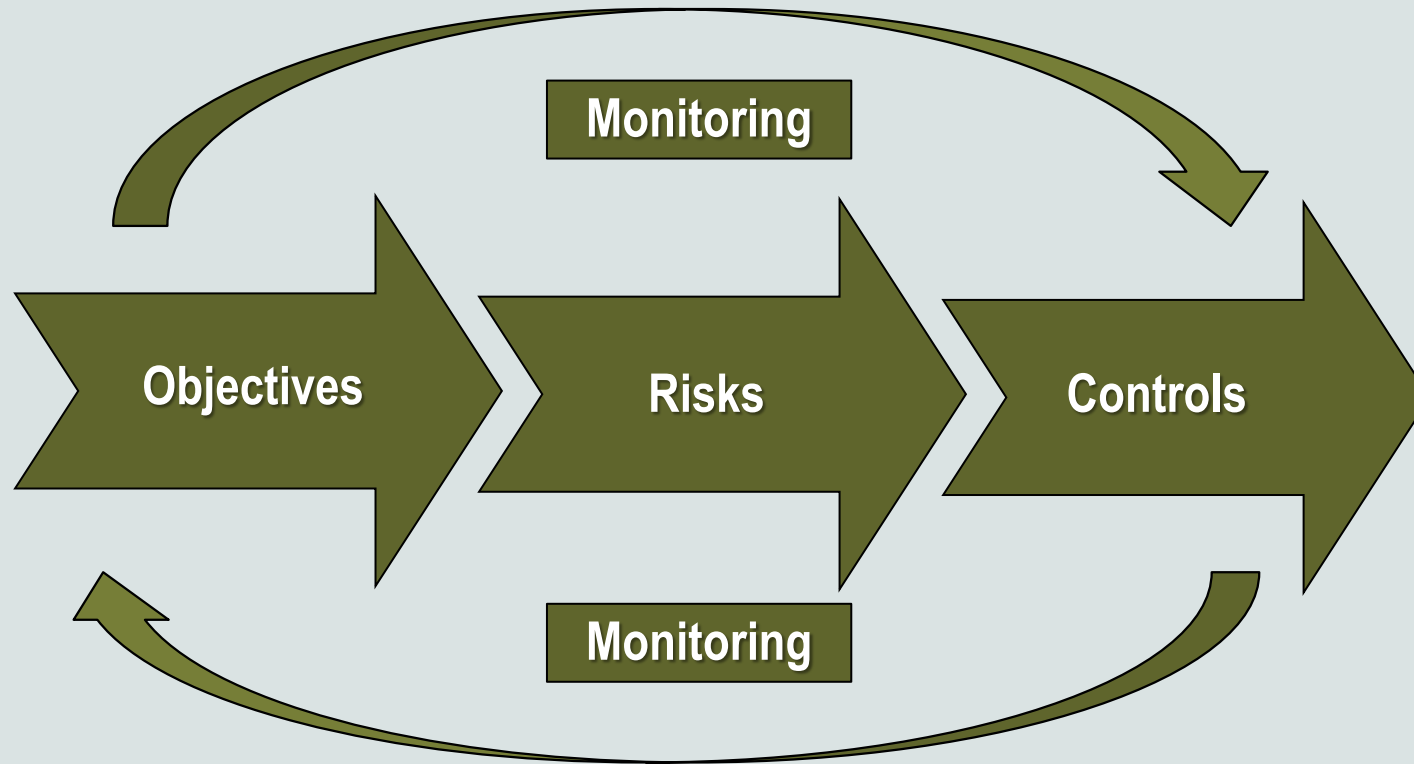 Monitoring
Objectives
Risks
Controls
Monitoring